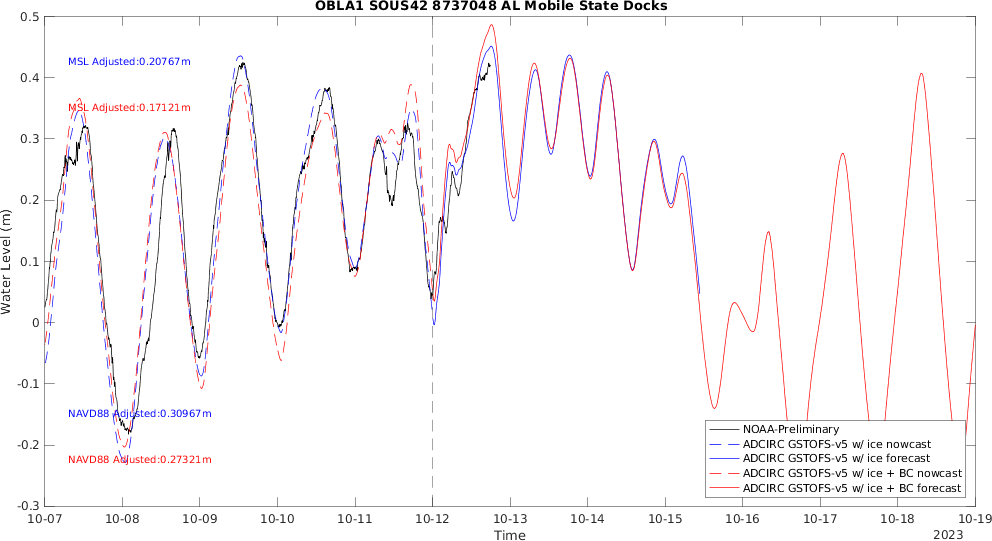 OBLA1 SOUS42 8737048 AL Mobile State Docks
0.5
0.4
0.3
0.2
0.1
0
-0.1
-0.2
-0.3
Water Level (m)
MSL Adjusted:0.20767m
MSL Adjusted:0.17121m
NAVD88 Adjusted:0.30967m
NAVD88 Adjusted:0.27321m
NOAA-Preliminary
ADCIRC GSTOFS-v5 w/ ice nowcast
ADCIRC GSTOFS-v5 w/ ice forecast
ADCIRC GSTOFS-v5 w/ ice + BC nowcast
ADCIRC GSTOFS-v5 w/ ice + BC forecast
10-07 10-08 10-09 10-10 10-11 10-12 10-13 10-14 10-15 10-16 10-17 10-18 10-19
Time
2023